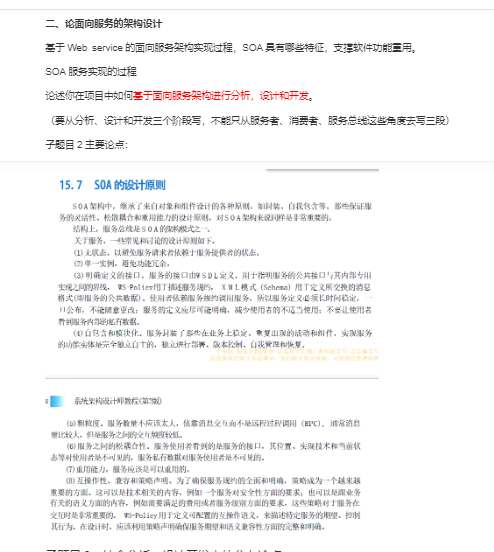 二、论面向服务的架构设计
基于 Web service 的面向服务架构实现过程，SOA 具有哪些特征，支撑软件功能重用。
SOA 服务实现的过程
论述你在项目中如何基于面向服务架构进行分析，设计和开发。
（要从分析、设计和开发三个阶段写，不能只从服务者、消费者、服务总线这些角度去写三段）
子题目 2 主要论点：
15. 7 SOA 的设计原则
SOA架构中，继承了来自对象和组件设计的各种原则，如封装、自我包含等。那些保证服
务的灵活性、松散耦合和重用能力的设计原则，对SOA架构来说同样是非常重要的。
结构上，服务总线是SOA的架构模式之一。
关于服务，一些常见和讨论的设计原则如下。
(1)无状态。以避免服务请求者依赖于服务提供者的状态。
(2)单一实例。避免功能冗余。
(3)明确定义的接口。服务的接口由WSDL定义，用于指明服务的公共接口与其内部专用
实现之间的界线。WS-Policy用于描述服务规约，XML模式（Schema）用于定义所交换的消息
格式(即服务的公共数据)。使用者依赖服务规约调用服务，所以服务定义必须长时间稳定，一
旦公布，不能随意更改；服务的定义应尽可能明确，减少使用者的不适当使用；不要让使用者
看到服务内部的私有数据。
(4)自包含和模块化。服务封装了那些在业务上稳定、重复出现的活动和组件，实现服务
的功能实体是完全独立自主的，独立进行部署、版本控制、自我管理和恢复。
8 系统架构设计师教程(第2版)
(5)粗粒度。服务数量不应该太大，依靠消息交互而不是远程过程调用（RPC），通常消息
量比较大，但是服务之间的交互频度较低。
(6)服务之间的松耦合性。服务使用者看到的是服务的接口，其位置、实现技术和当前状
态等对使用者是不可见的，服务私有数据对服务使用者是不可见的。
(7)重用能力。服务应该是可以重用的。
(8)互操作性、兼容和策略声明。为了确保服务规约的全面和明确，策略成为一个越来越
重要的方面。这可以是技术相关的内容，例如一个服务对安全性方面的要求；也可以是跟业务
有关的语义方面的内容，例如需要满足的费用或者服务级别方面的要求，这些策略对于服务在
交互时是非常重要的。WS-Policy用于定义可配置的互操作语义，来描述特定服务的期望、控制
其行为。在设计时，应该利用策略声明确保服务期望和语义兼容性方面的完整和明确。